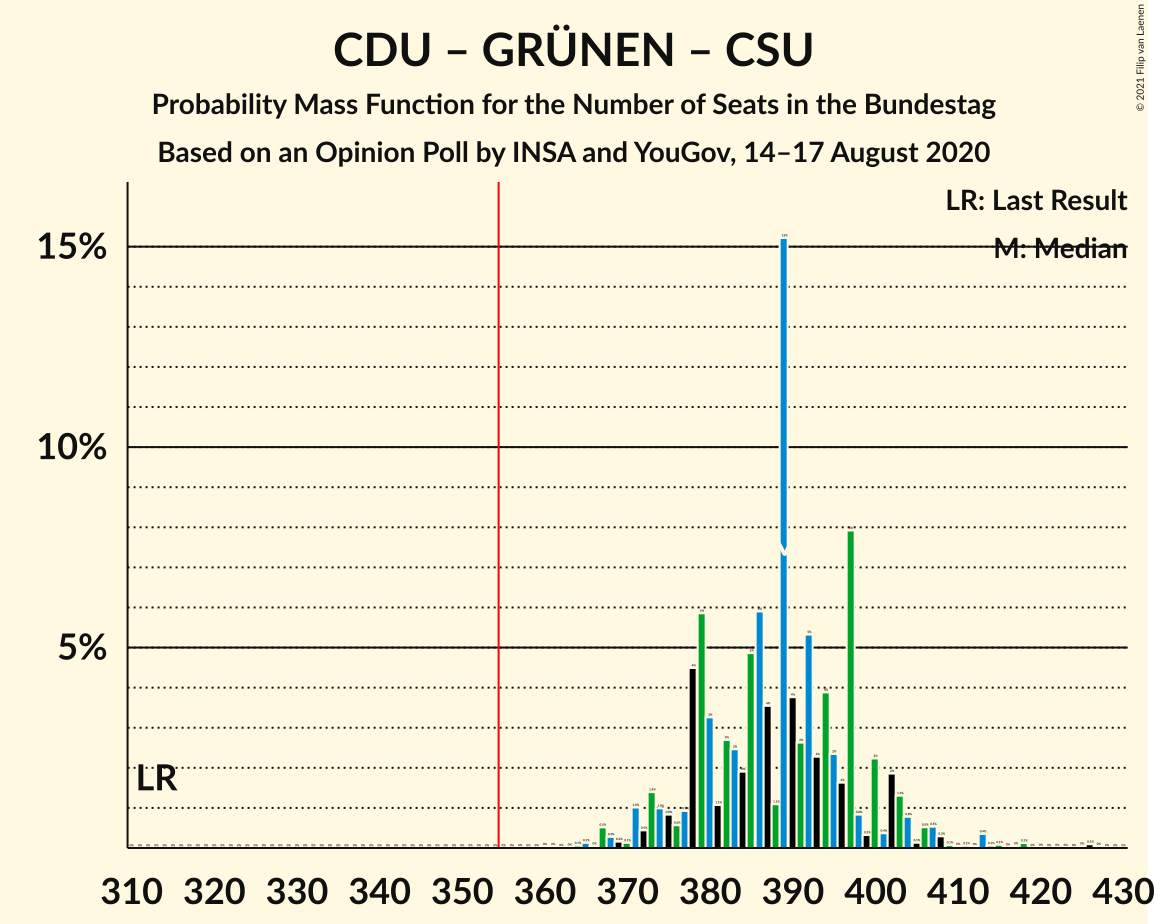 CDU – GRÜNEN – CSU
Probability Mass Function for the Number of Seats in the Bundestag
Based on an Opinion Poll by INSA and YouGov, 14–17 August 2020
© 2021 Filip van Laenen
LR: Last Result
M: Median
15%
10%
5%
LR
M
310 320 330 340 350 360 370 380 390 400 410 420 430